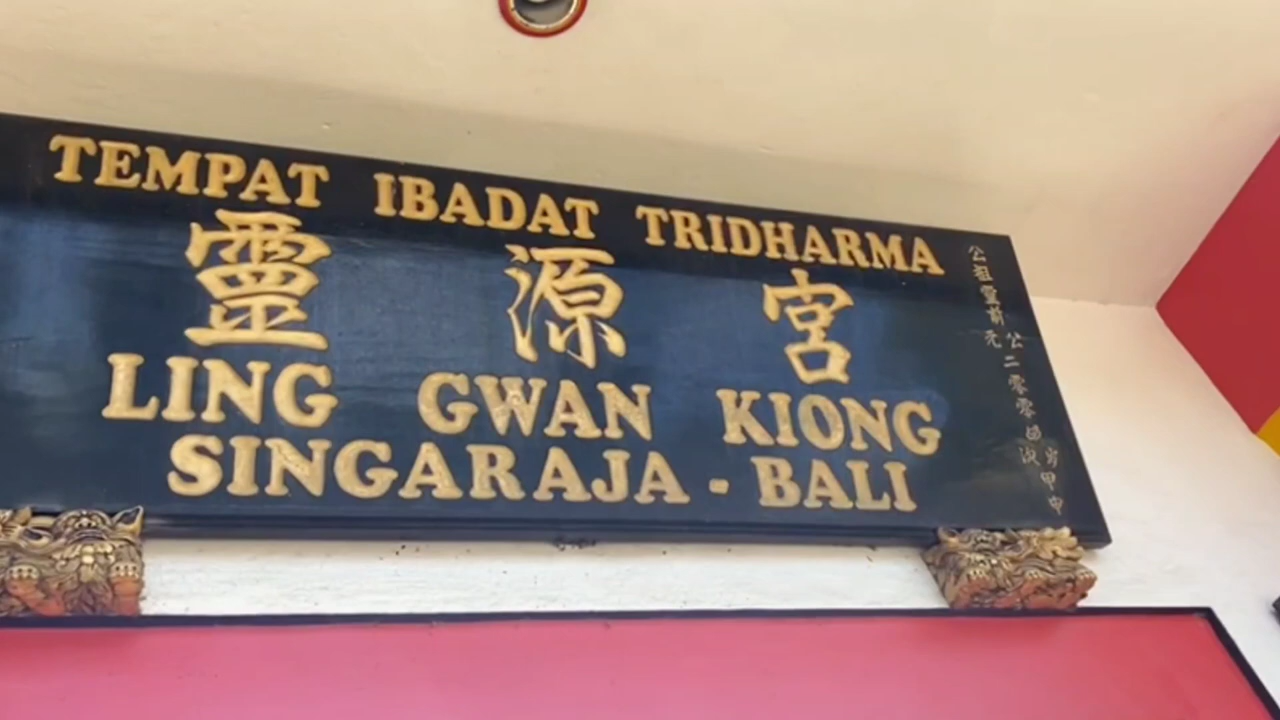 TEMPAT IBADAT TRIDHARMA
靈源宮
LING GWAN KIONG
SINGARAJA - BALI